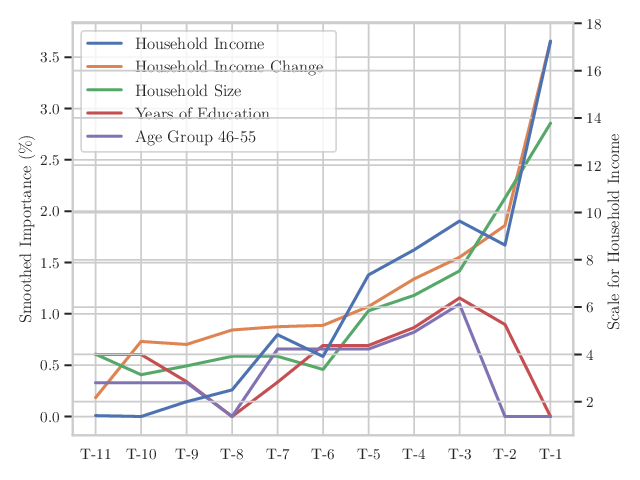 Household Income
Household Income Change
Household Size
Years of Education
Age Group 46-55
Smoothed Importance (%)
3.5
3.0
2.5
2.0
1.5
1.0
0.5
0.0
Scale for Household Income
18
16
14
12
10
8
6
4
2
T-11 T-10 T-9 T-8 T-7 T-6 T-5 T-4 T-3 T-2 T-1